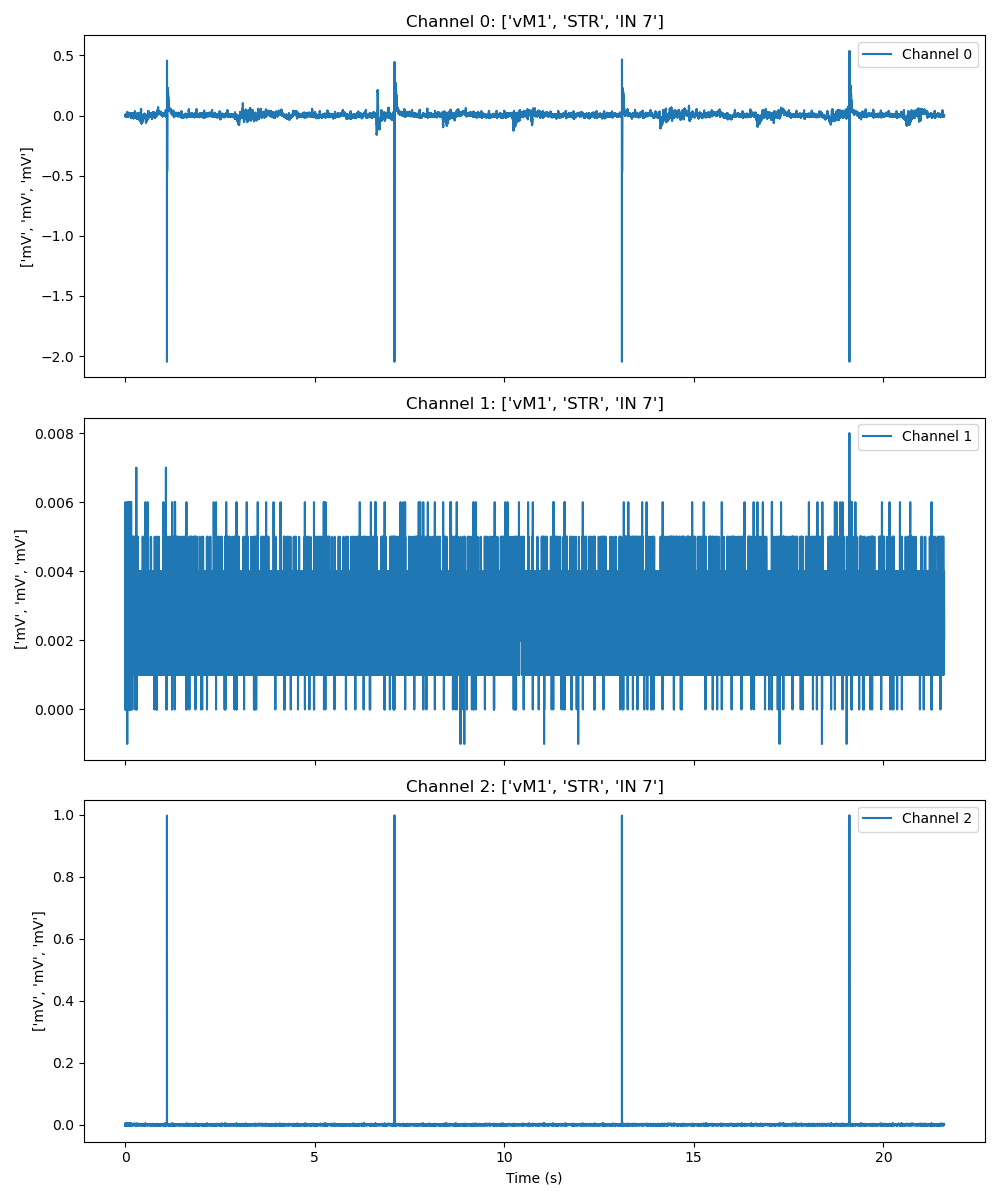 Channel 0: ['vM1', 'STR', 'IN 7']
Channel 0
0.5
0.0
−0.5
−1.0
−1.5
−2.0
['mV', 'mV', 'mV']
Channel 1: ['vM1', 'STR', 'IN 7']
Channel 1
0.008
0.006
0.004
0.002
0.000
['mV', 'mV', 'mV']
Channel 2: ['vM1', 'STR', 'IN 7']
Channel 2
1.0
0.8
0.6
0.4
0.2
0.0
['mV', 'mV', 'mV']
0 5 10 15 20
Time (s)